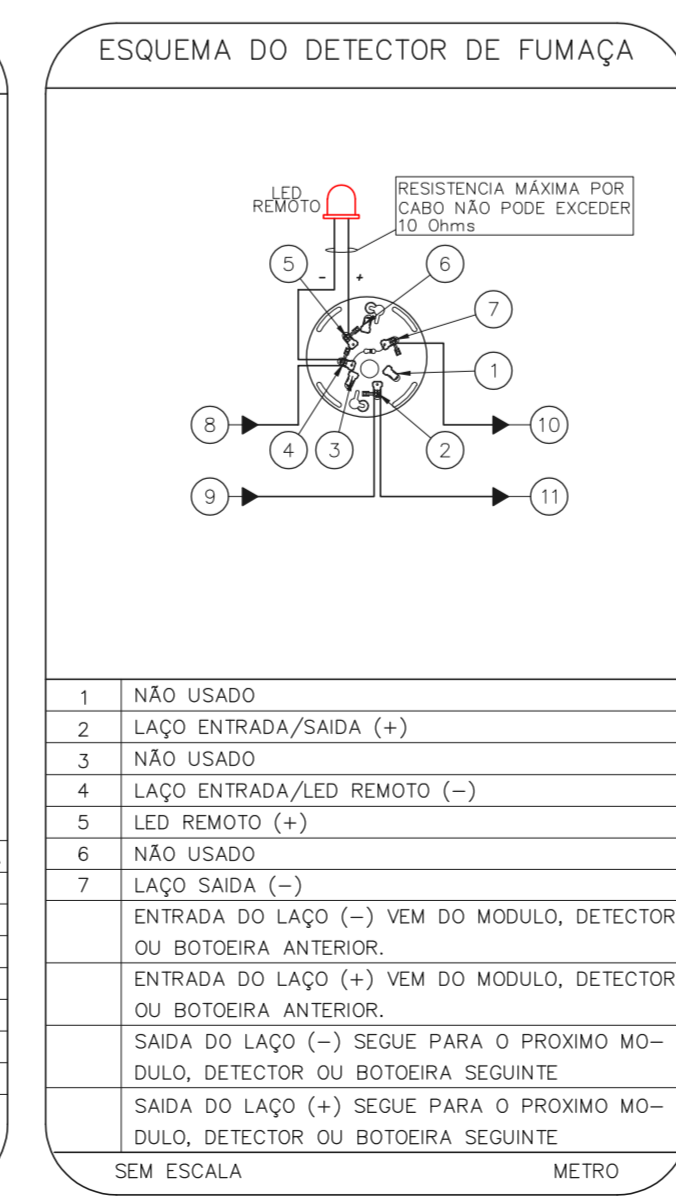 ESQUEMA DO DETECTOR DE FUMAÇA
LED
REMOTO
RESISTENCIA MÁXIMA POR
CABO NÃO PODE EXCEDER
10 Ohms
5
6
- +
7
1
8
10
4
3
2
9
11
1 NÃO USADO
2 LAÇO ENTRADA/SAIDA (+)
3 NÃO USADO
4 LAÇO ENTRADA/LED REMOTO (-)
5 LED REMOTO (+)
6 NÃO USADO
7 LAÇO SAIDA (-)
ENTRADA DO LAÇO (-) VEM DO MODULO, DETECTOR
OU BOTOEIRA ANTERIOR.
ENTRADA DO LAÇO (+) VEM DO MODULO, DETECTOR
OU BOTOEIRA ANTERIOR.
SAIDA DO LAÇO (-) SEGUE PARA O PROXIMO MO-
DULO, DETECTOR OU BOTOEIRA SEGUINTE
SAIDA DO LAÇO (+) SEGUE PARA O PROXIMO MO-
DULO, DETECTOR OU BOTOEIRA SEGUINTE
SEM ESCALA METRO